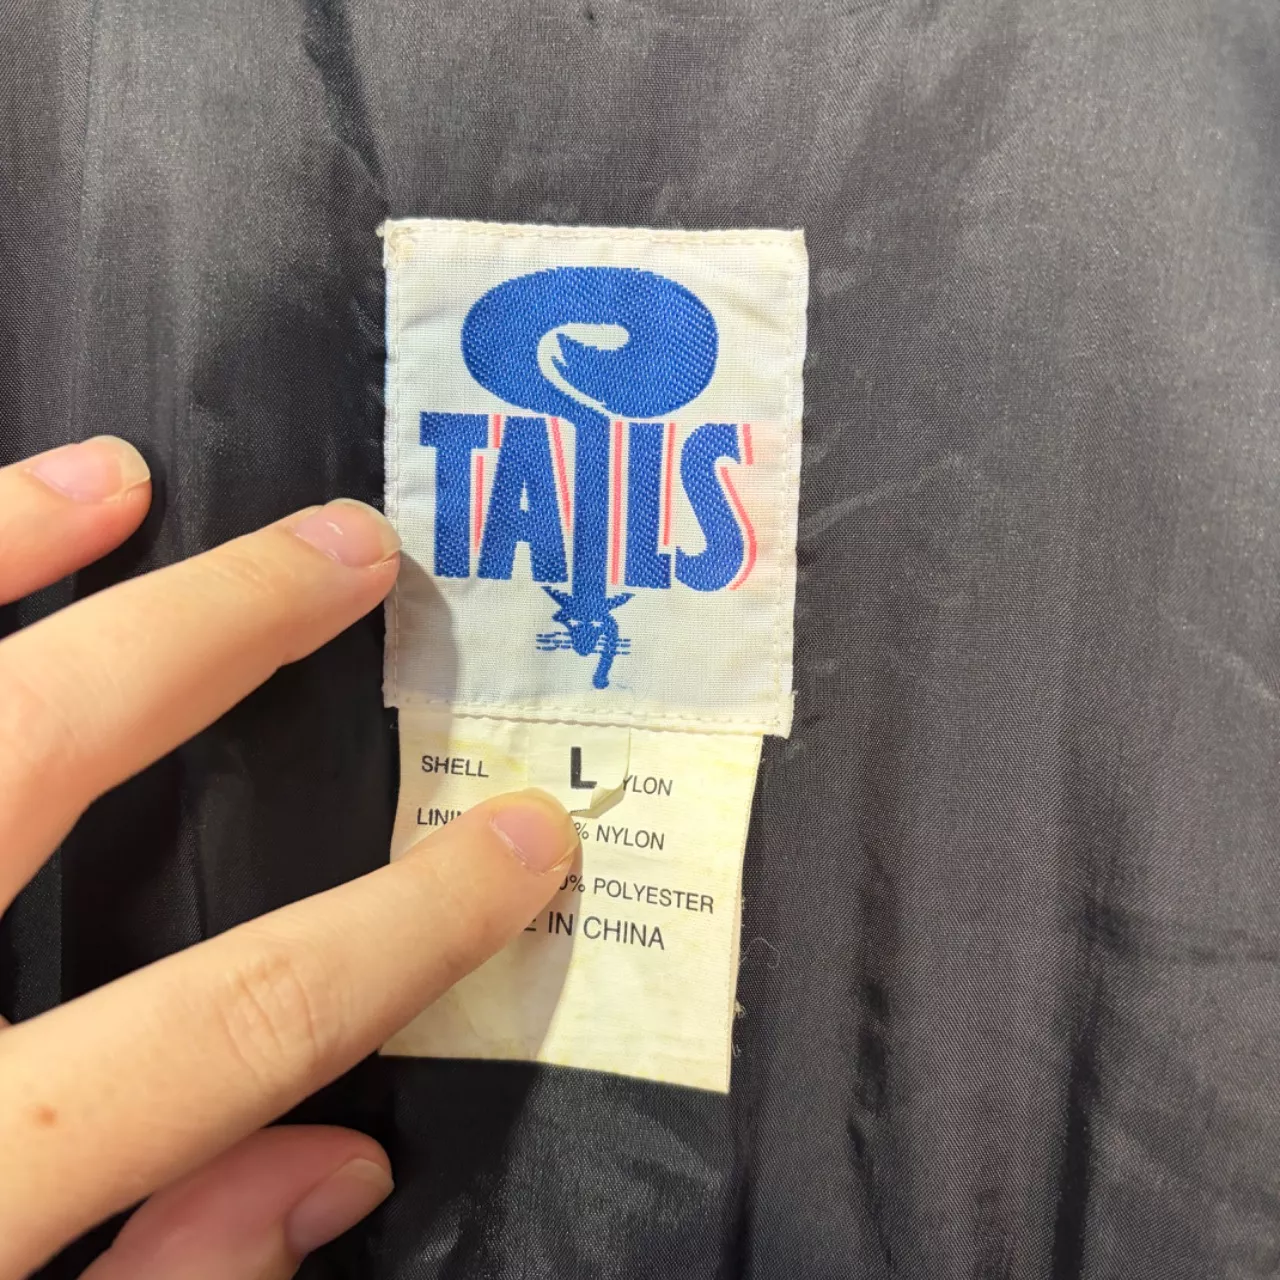 TAILS
L
SHELL YLON
% NYLON
% POLYESTER
IN CHINA